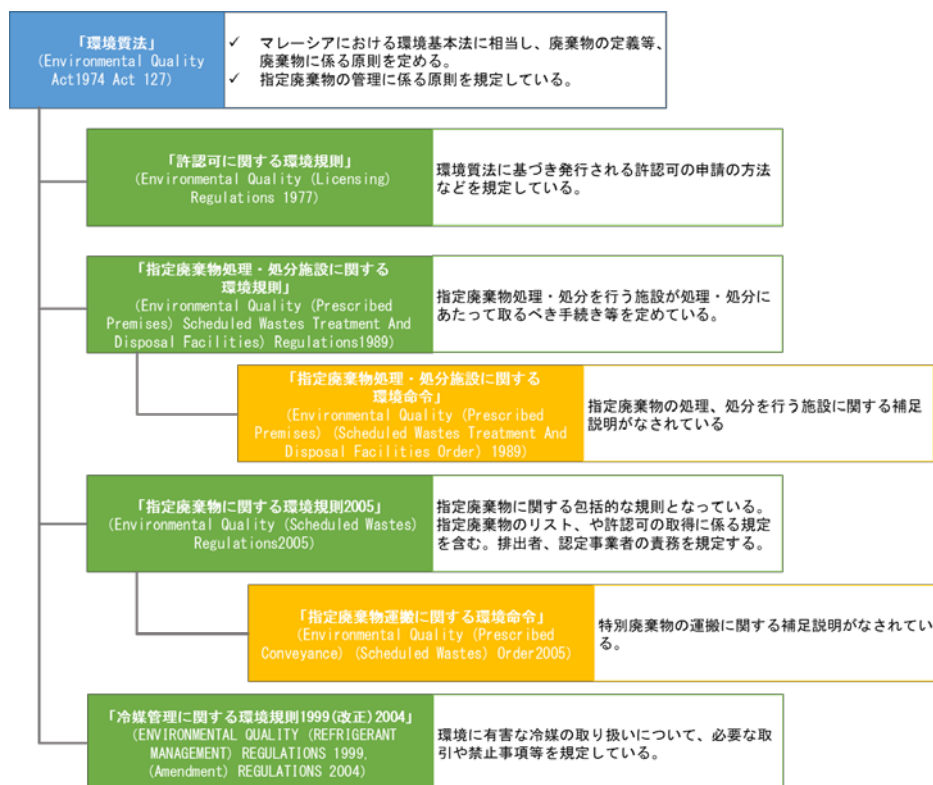 「環境質法」
(Environmental Quality
Act1974 Act 127)
✓ マレーシアにおける環境基本法に相当し、廃棄物の定義等、
廃棄物に係る原則を定める。
✓ 指定廃棄物の管理に係る原則を規定している。
「許認可に関する環境規則」
(Environmental Quality (Licensing)
Regulations 1977)
環境質法に基づき発行される許認可の申請の方法
などを規定している。
「指定廃棄物処理・処分施設に関する
環境規則」
(Environmental Quality (Prescribed
Premises) Scheduled Wastes Treatment And
Disposal Facilities) Regulations1989)
指定廃棄物処理・処分を行う施設が処理・処分に
あたって取るべき手続き等を定めている。
「指定廃棄物処理・処分施設に関する
環境命令」
(Environmental Quality (Prescribed
Premises) (Scheduled Wastes Treatment And
Disposal Facilities Order) 1989)
指定廃棄物の処理、処分を行う施設に関する補足
説明がなされている
「指定廃棄物に関する環境規則2005」
(Environmental Quality (Scheduled Wastes)
Regulations2005)
指定廃棄物に関する包括的な規則となっている。
指定廃棄物のリスト、や許認可の取得に係る規定
を含む。排出者、認定事業者の責務を規定する。
「指定廃棄物運搬に関する環境命令」
(Environmental Quality (Prescribed
Conveyance) (Scheduled Wastes) Order2005)
特別廃棄物の運搬に関する補足説明がなされてい
る。
「冷媒管理に関する環境規則1999(改正)2004」
(ENVIRONMENTAL QUALITY (REFRIGERANT
MANAGEMENT) REGULATIONS 1999,
(Amendment) REGULATIONS 2004)
環境に有害な冷媒の取り扱いについて、必要な取
引や禁止事項等を規定している。